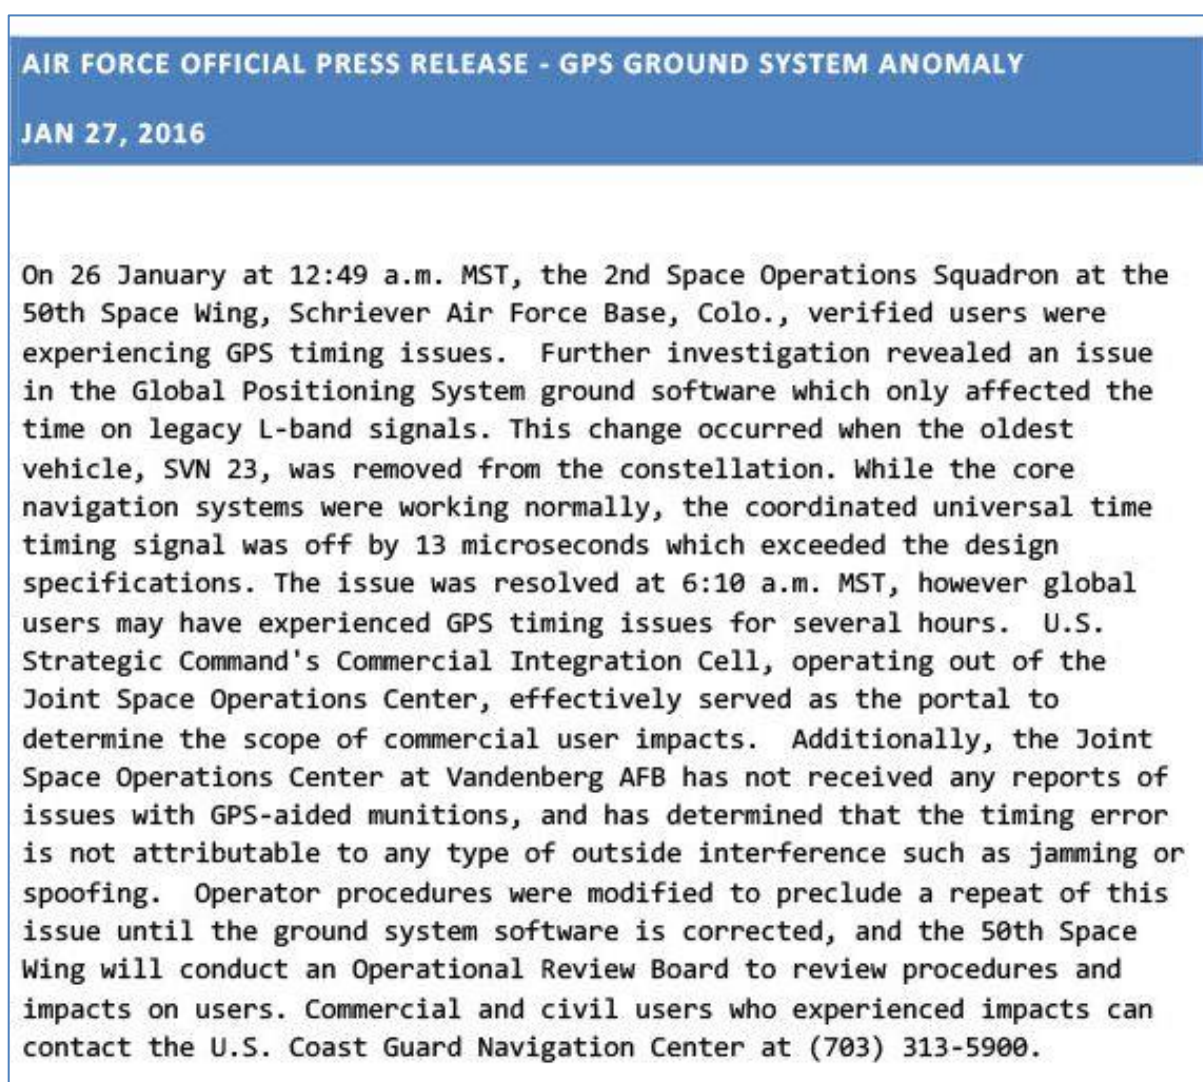 AIR FORCE OFFICIAL PRESS RELEASE - GPS GROUND SYSTEM ANOMALY
JAN 27, 2016
On 26 January at 12:49 a.m. MST, the 2nd Space Operations Squadron at the
50th Space Wing, Schriever Air Force Base, Colo., verified users were
experiencing GPS timing issues.  Further investigation revealed an issue
in the Global Positioning System ground software which only affected the
time on legacy L-band signals. This change occurred when the oldest
vehicle, SVN 23, was removed from the constellation. While the core
navigation systems were working normally, the coordinated universal time
timing signal was off by 13 microseconds which exceeded the design
specifications. The issue was resolved at 6:10 a.m. MST, however global
users may have experienced GPS timing issues for several hours.  U.S.
Strategic Command's Commercial Integration Cell, operating out of the
Joint Space Operations Center, effectively served as the portal to
determine the scope of commercial user impacts.  Additionally, the Joint
Space Operations Center at Vandenberg AFB has not received any reports of
issues with GPS-aided munitions, and has determined that the timing error
is not attributable to any type of outside interference such as jamming or
spoofing.  Operator procedures were modified to preclude a repeat of this
issue until the ground system software is corrected, and the 50th Space
Wing will conduct an Operational Review Board to review procedures and
impacts on users. Commercial and civil users who experienced impacts can
contact the U.S. Coast Guard Navigation Center at (703) 313-5900.